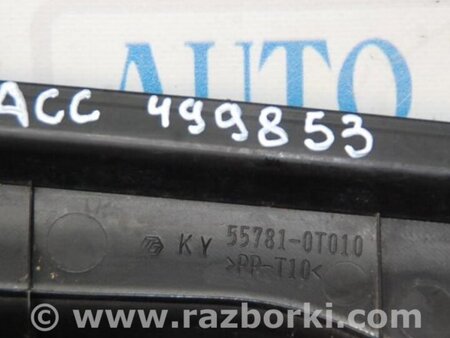 AUTO
ACC 499853
KY 55781-0T010
>PP-T10<
© www.razborki.com/